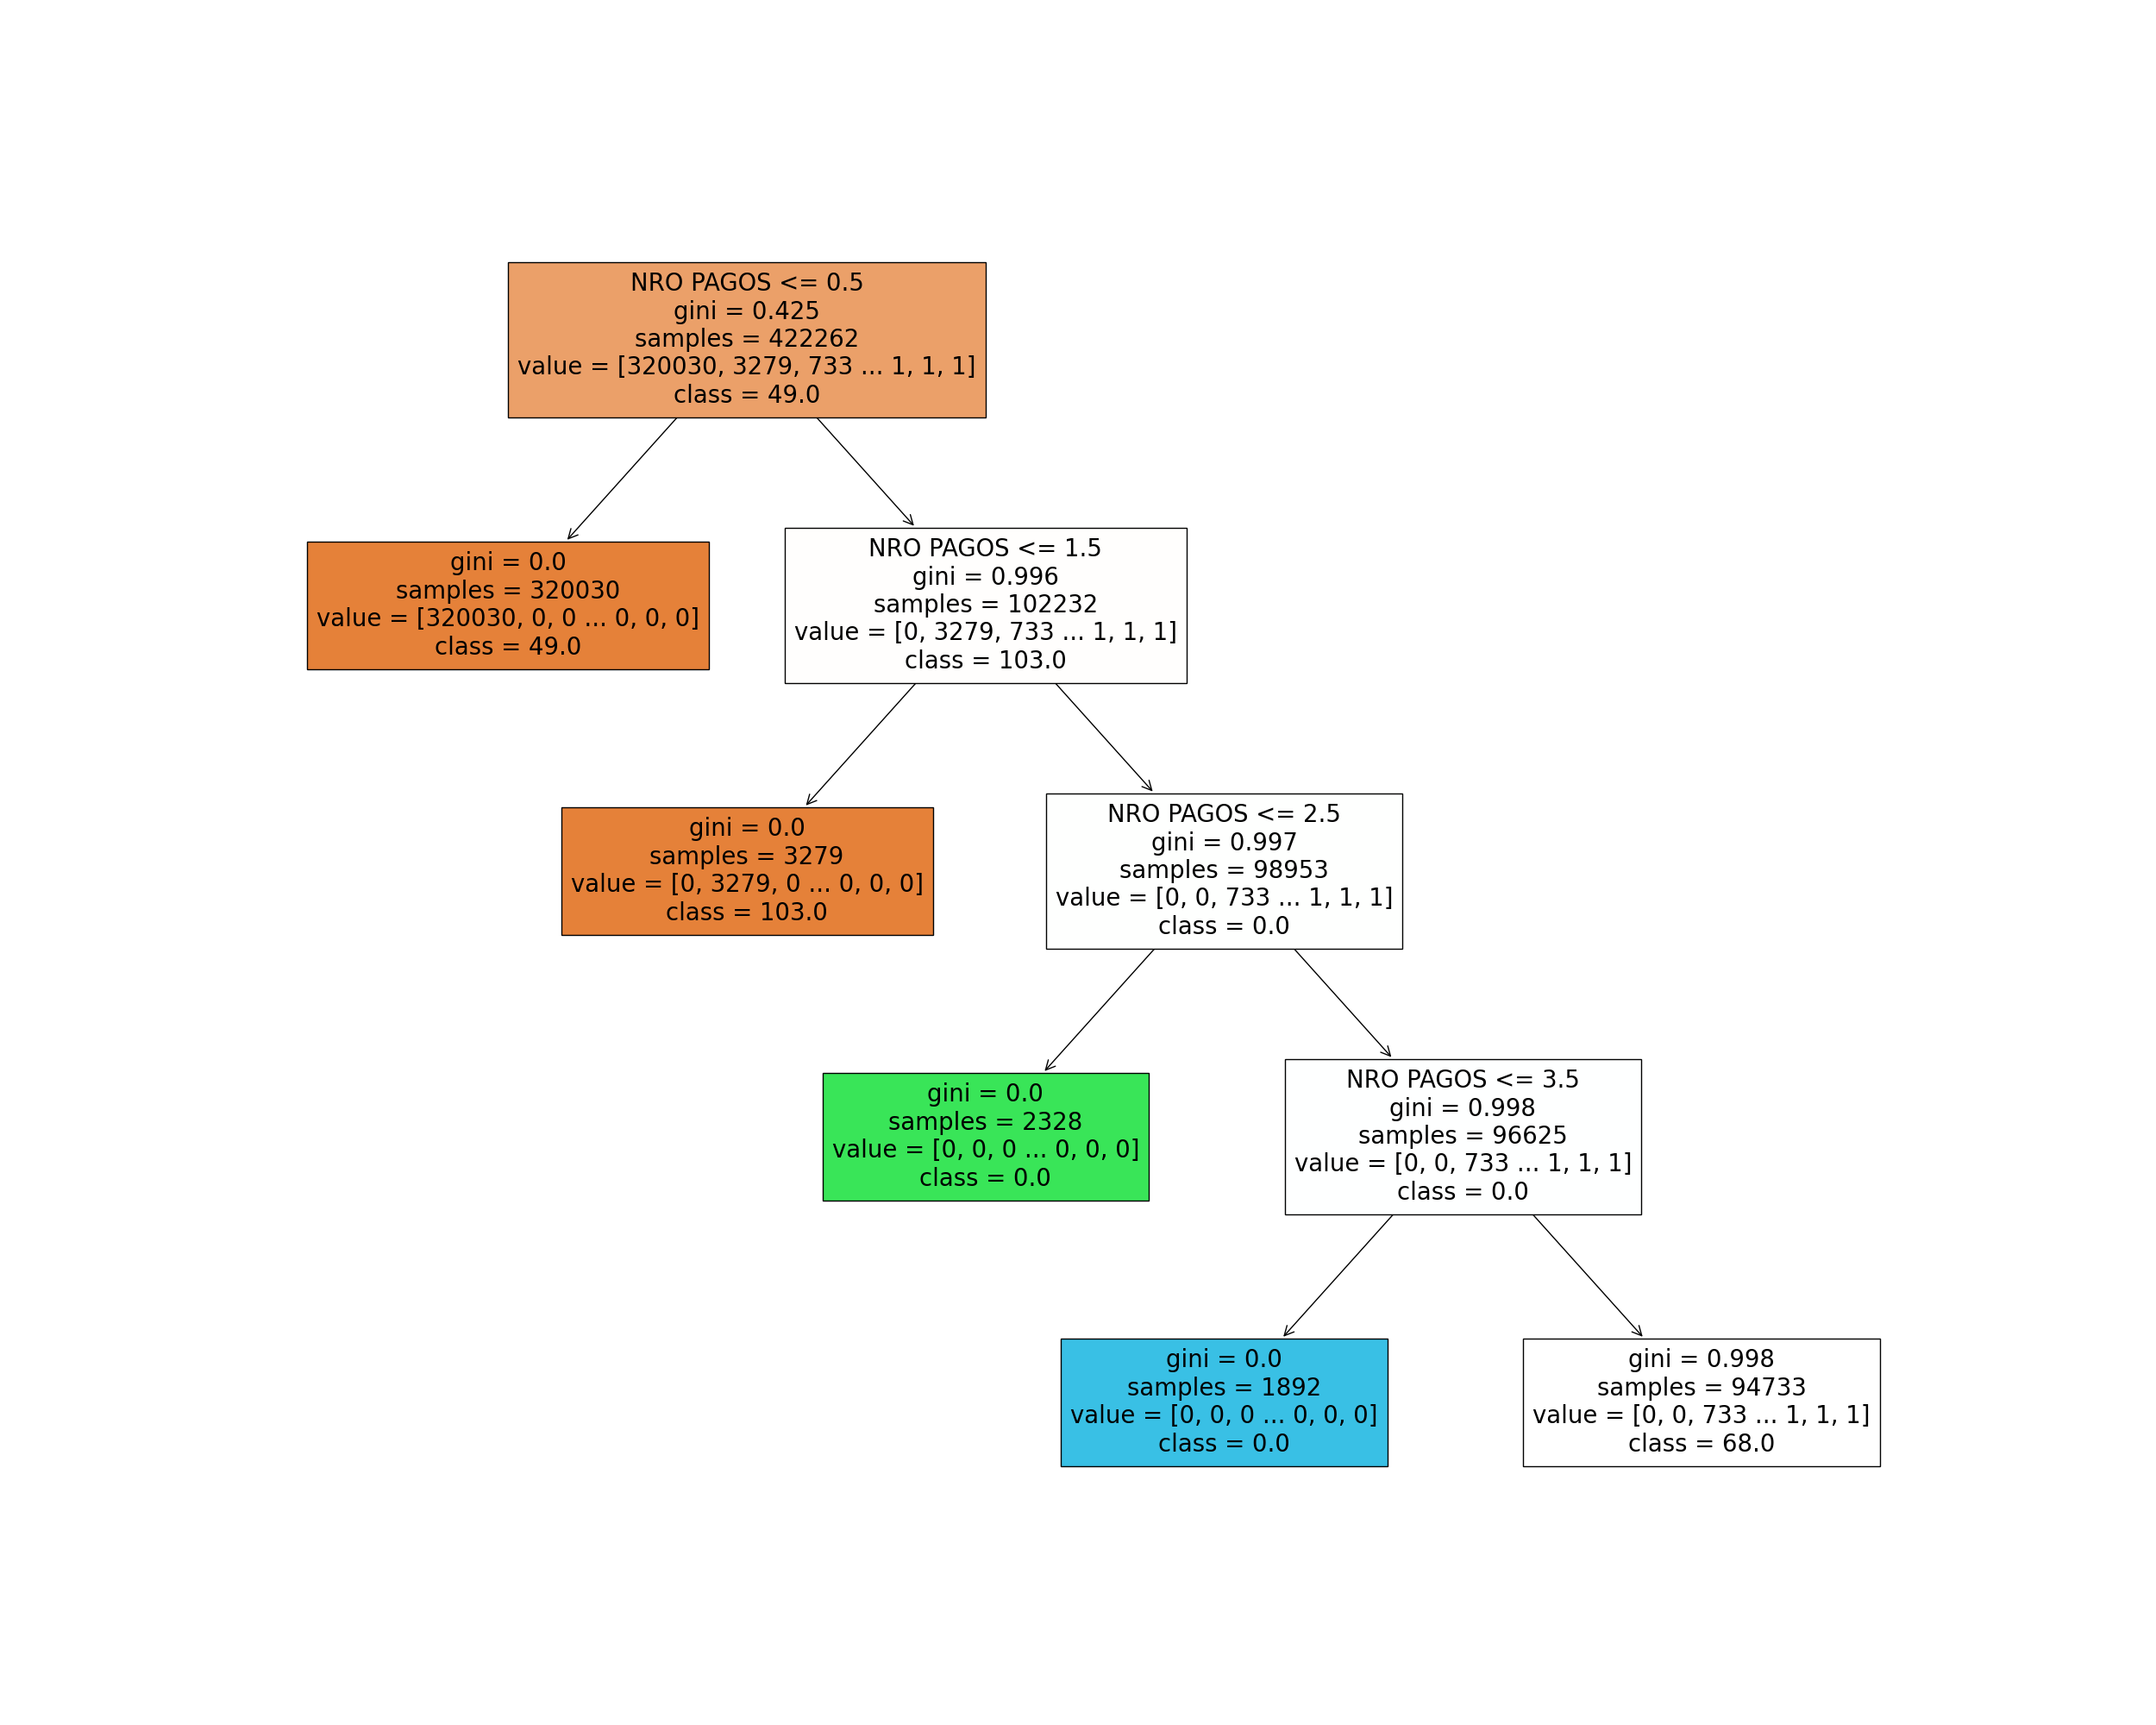 NRO PAGOS <= 0.5
gini = 0.425
samples = 422262
value = [320030, 3279, 733 ... 1, 1, 1]
class = 49.0
gini = 0.0
samples = 320030
value = [320030, 0, 0 ... 0, 0, 0]
class = 49.0
NRO PAGOS <= 1.5
gini = 0.996
samples = 102232
value = [0, 3279, 733 ... 1, 1, 1]
class = 103.0
gini = 0.0
samples = 3279
value = [0, 3279, 0 ... 0, 0, 0]
class = 103.0
NRO PAGOS <= 2.5
gini = 0.997
samples = 98953
value = [0, 0, 733 ... 1, 1, 1]
class = 0.0
gini = 0.0
samples = 2328
value = [0, 0, 0 ... 0, 0, 0]
class = 0.0
NRO PAGOS <= 3.5
gini = 0.998
samples = 96625
value = [0, 0, 733 ... 1, 1, 1]
class = 0.0
gini = 0.0
samples = 1892
value = [0, 0, 0 ... 0, 0, 0]
class = 0.0
gini = 0.998
samples = 94733
value = [0, 0, 733 ... 1, 1, 1]
class = 68.0